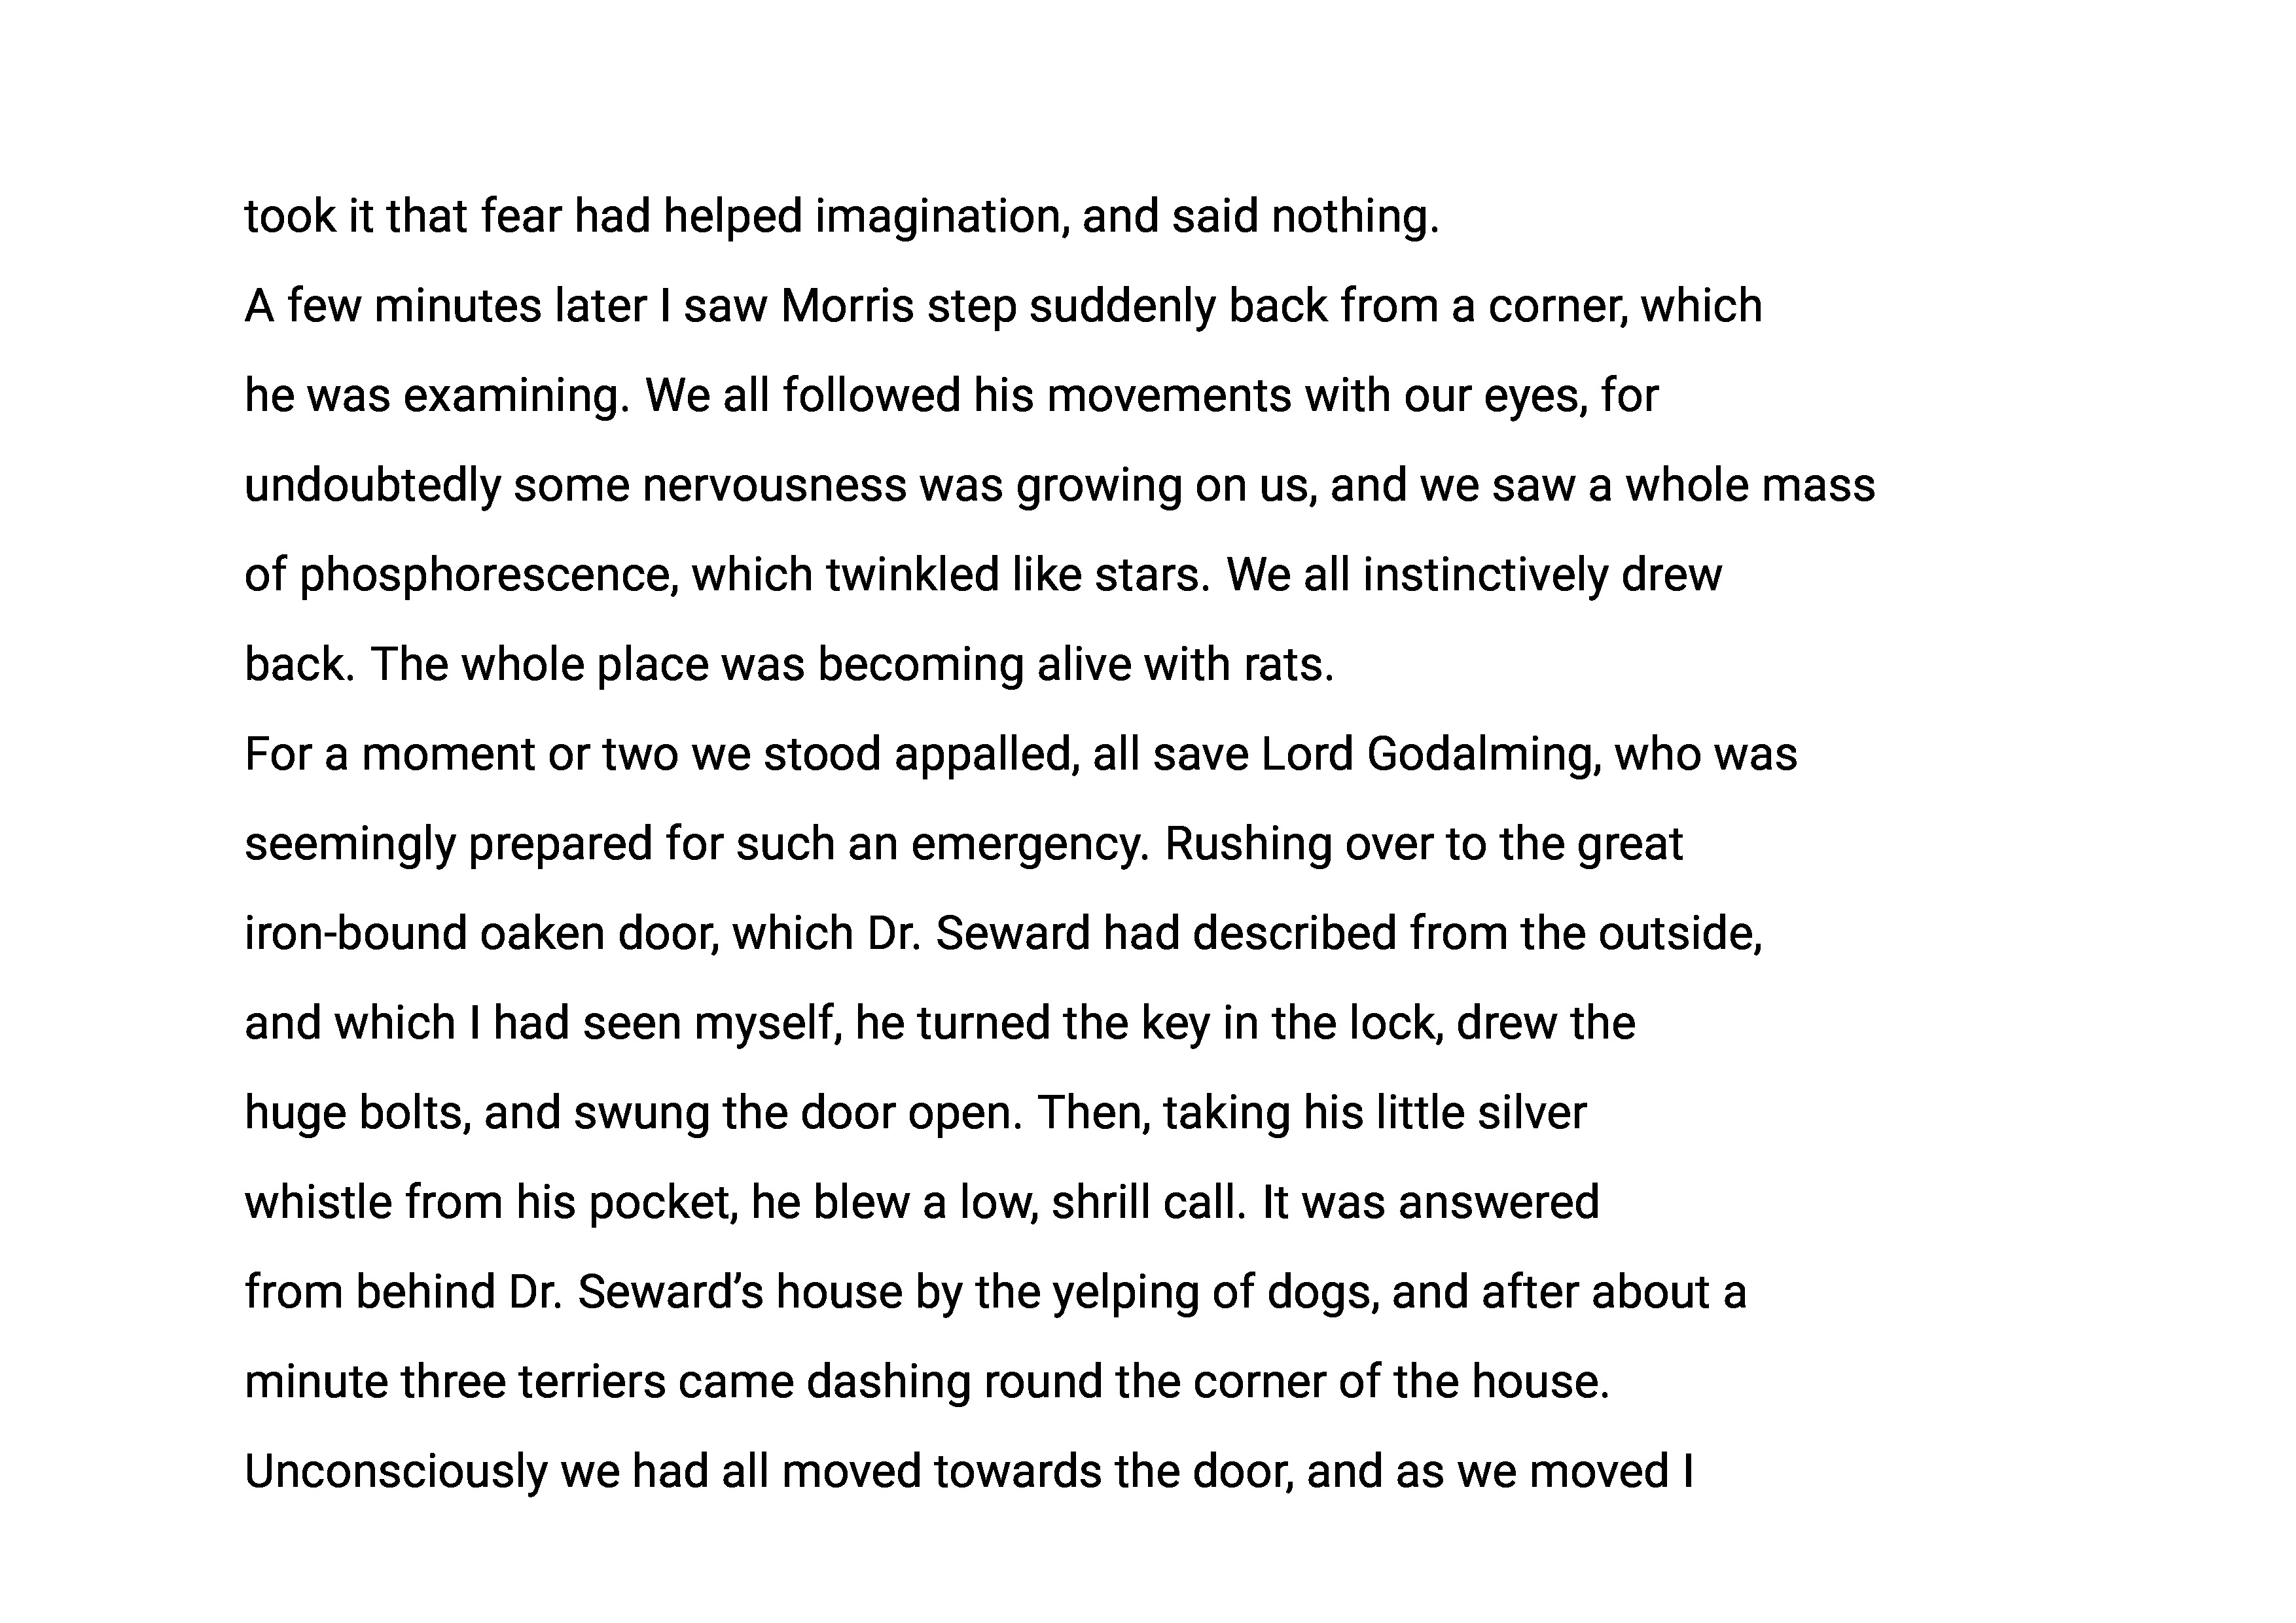 took it that fear had helped imagination, and said nothing.
A few minutes later I saw Morris step suddenly back from a corner, which
he was examining. We all followed his movements with our eyes, for
undoubtedly some nervousness was growing on us, and we saw a whole mass
of phosphorescence, which twinkled like stars. We all instinctively drew
back. The whole place was becoming alive with rats.
For a moment or two we stood appalled, all save Lord Godalming, who was
seemingly prepared for such an emergency. Rushing over to the great
iron-bound oaken door, which Dr. Seward had described from the outside,
and which I had seen myself, he turned the key in the lock, drew the
huge bolts, and swung the door open. Then, taking his little silver
whistle from his pocket, he blew a low, shrill call. It was answered
from behind Dr. Seward’s house by the yelping of dogs, and after about a
minute three terriers came dashing round the corner of the house.
Unconsciously we had all moved towards the door, and as we moved I